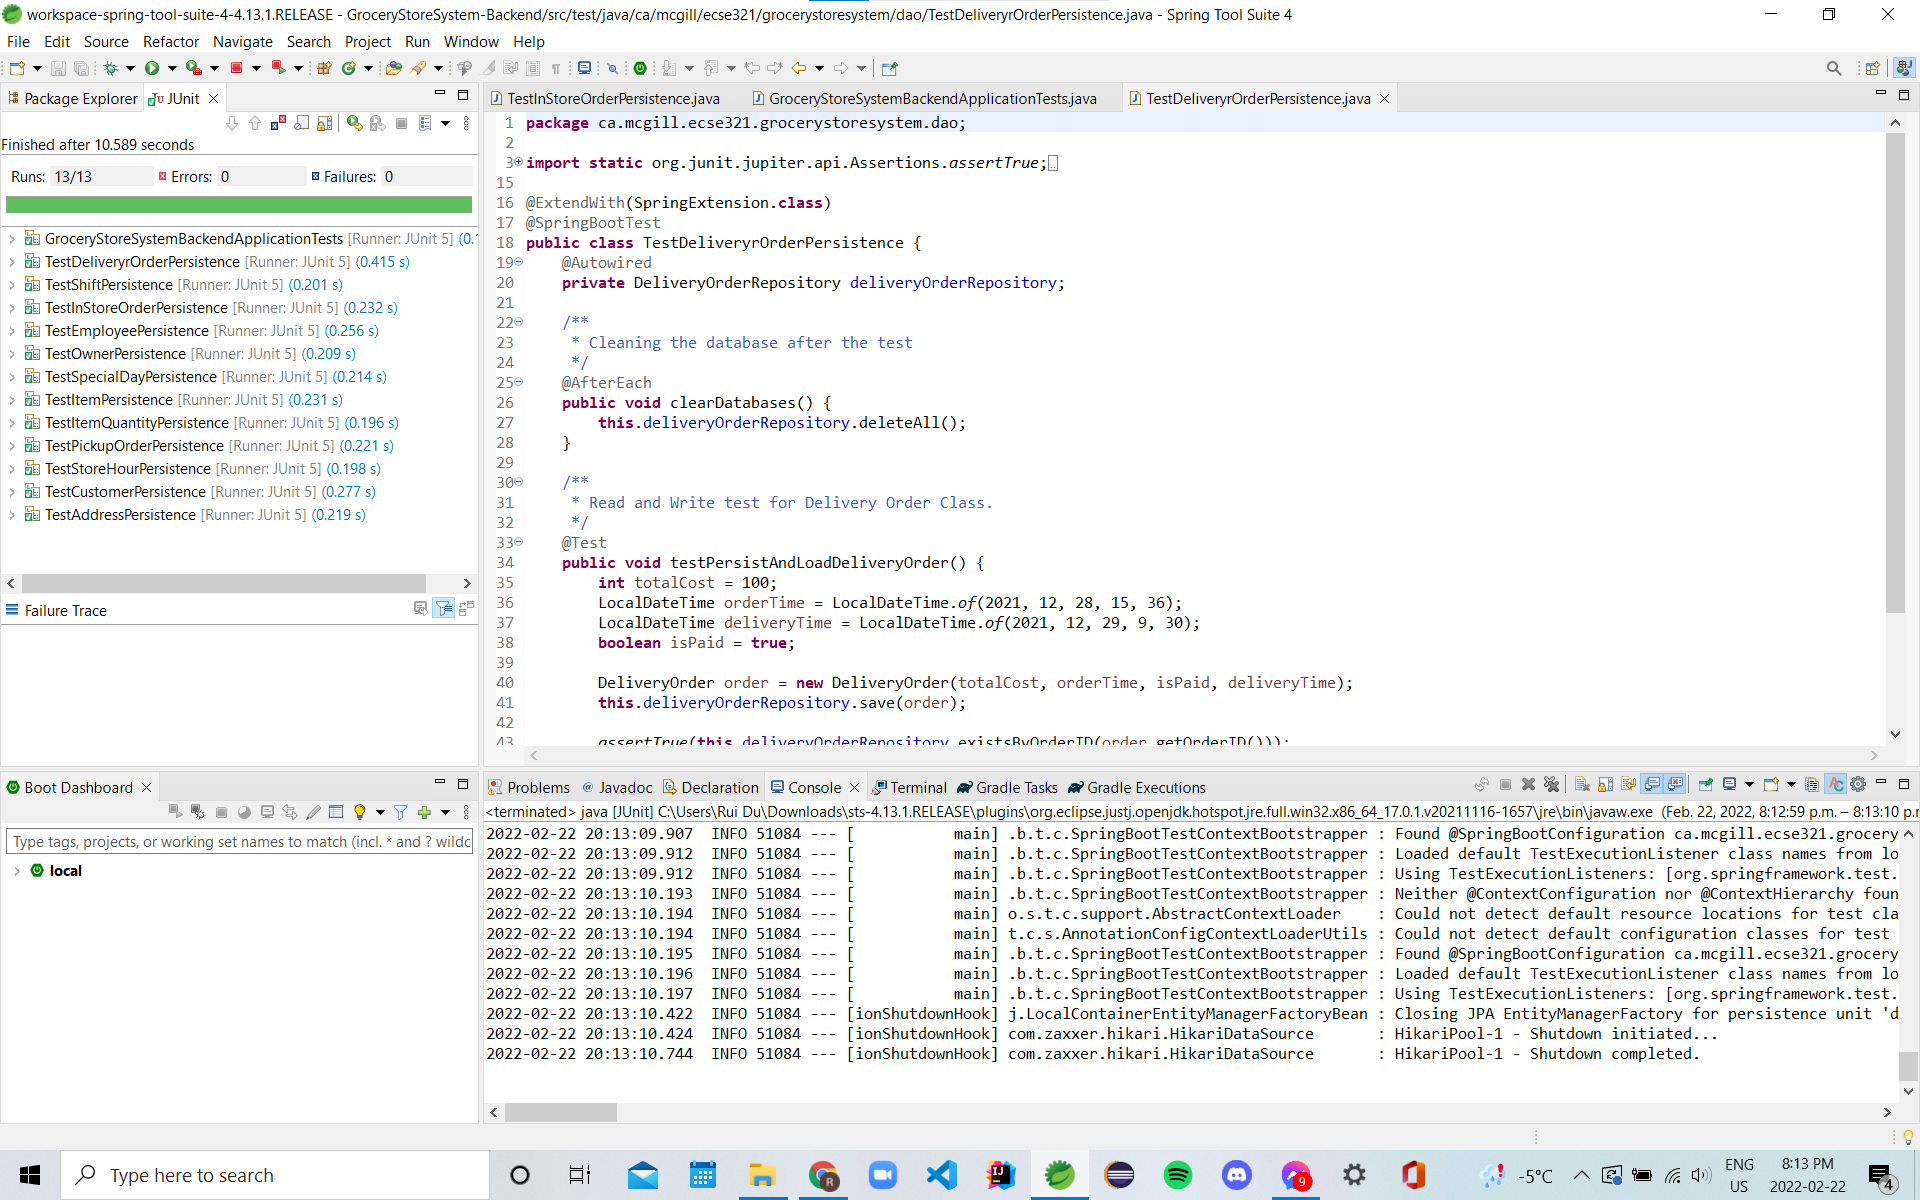 workspace-spring-tool-suite-4-4.13.1.RELEASE - GroceryStoreSystem-Backend/src/test/java/ca/mcgill/ecse321/grocerystoresystem/dao/TestDeliveryrOrderPersistence.java - Spring Tool Suite 4
File Edit Source Refactor Navigate Search Project Run Window Help
Package Explorer JUnit
Finished after 10.589 seconds
Runs: 13/13 Errors: 0 Failures: 0
GroceryStoreSystemBackendApplicationTests [Runner: JUnit 5] (0.
TestDeliveryrOrderPersistence [Runner: JUnit 5] (0.415 s)
TestShiftPersistence [Runner: JUnit 5] (0.201 s)
TestInStoreOrderPersistence [Runner: JUnit 5] (0.232 s)
TestEmployeePersistence [Runner: JUnit 5] (0.256 s)
TestOwnerPersistence [Runner: JUnit 5] (0.209 s)
TestSpecialDayPersistence [Runner: JUnit 5] (0.214 s)
TestItemPersistence [Runner: JUnit 5] (0.231 s)
TestItemQuantityPersistence [Runner: JUnit 5] (0.196 s)
TestPickupOrderPersistence [Runner: JUnit 5] (0.221 s)
TestStoreHourPersistence [Runner: JUnit 5] (0.198 s)
TestCustomerPersistence [Runner: JUnit 5] (0.277 s)
TestAddressPersistence [Runner: JUnit 5] (0.219 s)
Failure Trace
TestInStoreOrderPersistence.java GroceryStoreSystemBackendApplicationTests.java TestDeliveryrOrderPersistence.java
1 package ca.mcgill.ecse321.grocerystoresystem.dao;
2
3 import static org.junit.jupiter.api.Assertions.assertTrue;
15
16 @ExtendWith(SpringExtension.class)
17 @SpringBootTest
18 public class TestDeliveryrOrderPersistence {
19 @Autowired
20 private DeliveryOrderRepository deliveryOrderRepository;
21
22 /**
23 * Cleaning the database after the test
24 */
25 @AfterEach
26 public void clearDatabases() {
27 this.deliveryOrderRepository.deleteAll();
28 }
29
30 /**
31 * Read and Write test for Delivery Order Class.
32 */
33 @Test
34 public void testPersistAndLoadDeliveryOrder() {
35 int totalCost = 100;
36 LocalDateTime orderTime = LocalDateTime.of(2021, 12, 28, 15, 36);
37 LocalDateTime deliveryTime = LocalDateTime.of(2021, 12, 29, 9, 30);
38 boolean isPaid = true;
39
40 DeliveryOrder order = new DeliveryOrder(totalCost, orderTime, isPaid, deliveryTime);
41 this.deliveryOrderRepository.save(order);
42
43 assertTrue(this.deliveryOrderRepository.existsByOrderID(order.getOrderID()));
Boot Dashboard
Type tags, projects, or working set names to match (incl. * and ? wildc
local
Problems @ Javadoc Declaration Console Terminal Gradle Tasks Gradle Executions
<terminated> java [JUnit] C:\Users\Rui Du\Downloads\sts-4.13.1.RELEASE\plugins\org.eclipse.justj.openjdk.hotspot.jre.full.win32.x86_64_17.0.1.v20211116-1657\jre\bin\javaw.exe (Feb. 22, 2022, 8:12:59 p.m. – 8:13:10 p.m
2022-02-22 20:13:09.907 INFO 51084 --- [ main] .b.t.c.SpringBootTestContextBootstrapper : Found @SpringBootConfiguration ca.mcgill.ecse321.grocery
2022-02-22 20:13:09.912 INFO 51084 --- [ main] .b.t.c.SpringBootTestContextBootstrapper : Loaded default TestExecutionListener class names from lo
2022-02-22 20:13:09.912 INFO 51084 --- [ main] .b.t.c.SpringBootTestContextBootstrapper : Using TestExecutionListeners: [org.springframework.test.
2022-02-22 20:13:10.193 INFO 51084 --- [ main] .b.t.c.SpringBootTestContextBootstrapper : Neither @ContextConfiguration nor @ContextHierarchy foun
2022-02-22 20:13:10.194 INFO 51084 --- [ main] o.s.t.c.support.AbstractContextLoader : Could not detect default resource locations for test cla
2022-02-22 20:13:10.194 INFO 51084 --- [ main] t.c.s.AnnotationConfigContextLoaderUtils : Could not detect default configuration classes for test
2022-02-22 20:13:10.195 INFO 51084 --- [ main] .b.t.c.SpringBootTestContextBootstrapper : Found @SpringBootConfiguration ca.mcgill.ecse321.grocery
2022-02-22 20:13:10.196 INFO 51084 --- [ main] .b.t.c.SpringBootTestContextBootstrapper : Loaded default TestExecutionListener class names from lo
2022-02-22 20:13:10.197 INFO 51084 --- [ main] .b.t.c.SpringBootTestContextBootstrapper : Using TestExecutionListeners: [org.springframework.test.
2022-02-22 20:13:10.422 INFO 51084 --- [ionShutdownHook] j.LocalContainerEntityManagerFactoryBean : Closing JPA EntityManagerFactory for persistence unit 'd
2022-02-22 20:13:10.424 INFO 51084 --- [ionShutdownHook] com.zaxxer.hikari.HikariDataSource : HikariPool-1 - Shutdown initiated...
2022-02-22 20:13:10.744 INFO 51084 --- [ionShutdownHook] com.zaxxer.hikari.HikariDataSource : HikariPool-1 - Shutdown completed.
Type here to search
R
9
-5°C
ENG
US
8:13 PM
2022-02-22
4